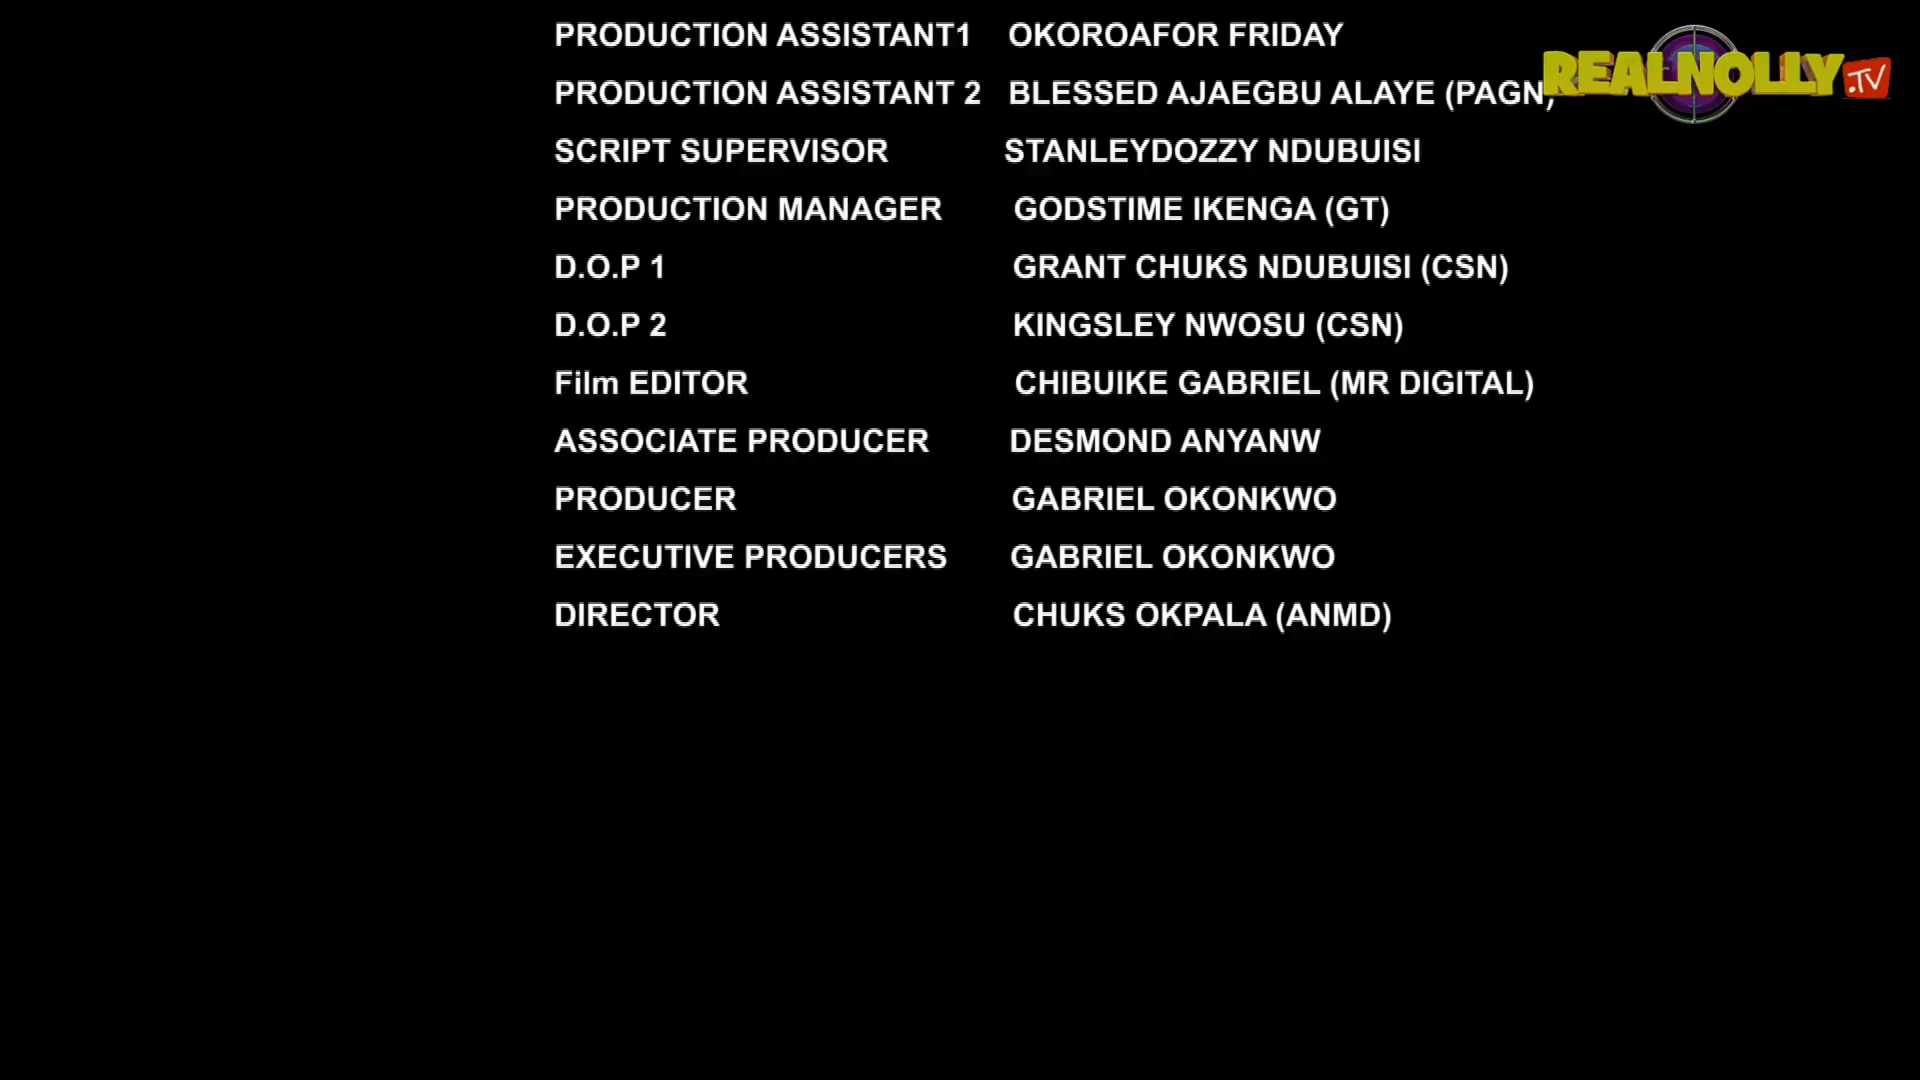 PRODUCTION ASSISTANT1 OKOROAFOR FRIDAY
PRODUCTION ASSISTANT 2 BLESSED AJAEGBU ALAYE (PAGN)
SCRIPT SUPERVISOR STANLEYDOZZY NDUBUISI
PRODUCTION MANAGER GODSTIME IKENGA (GT)
D.O.P 1 GRANT CHUKS NDUBUISI (CSN)
D.O.P 2 KINGSLEY NWOSU (CSN)
Film EDITOR CHIBUIKE GABRIEL (MR DIGITAL)
ASSOCIATE PRODUCER DESMOND ANYANW
PRODUCER GABRIEL OKONKWO
EXECUTIVE PRODUCERS GABRIEL OKONKWO
DIRECTOR CHUKS OKPALA (ANMD)
REALNOLLY.TV